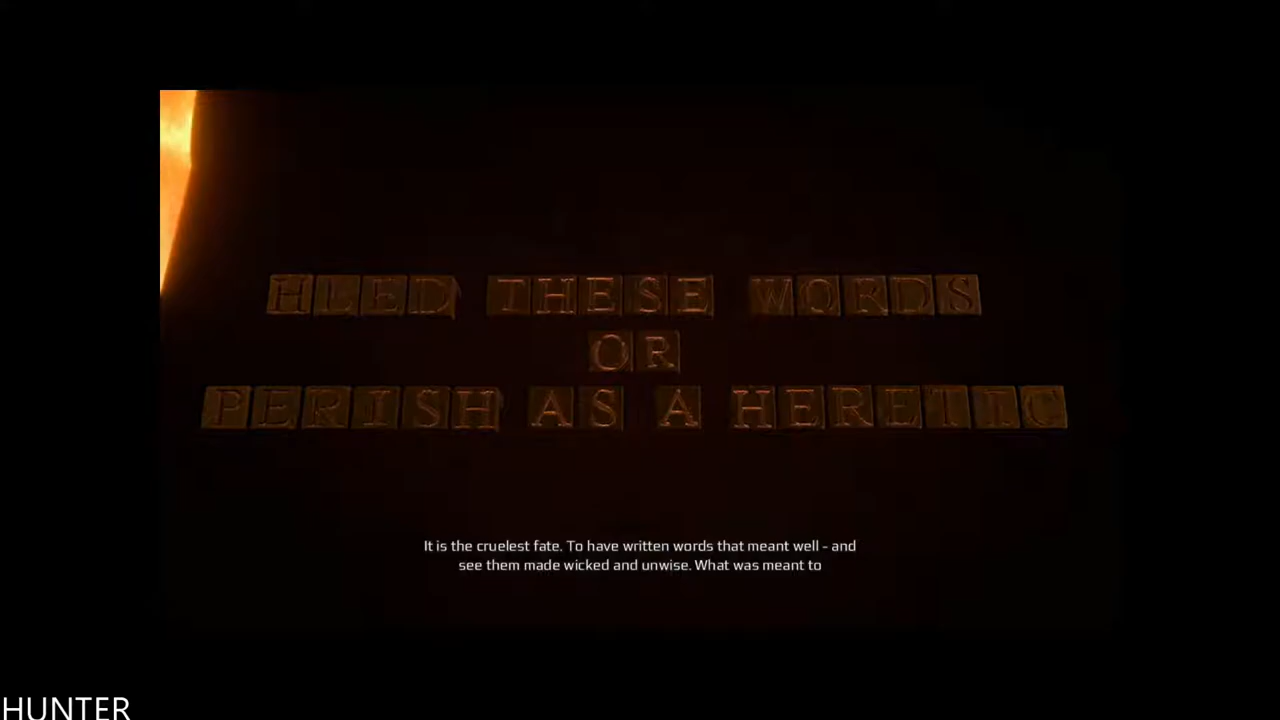 HLED THESE WORDS
OR
PERISH AS A HERETIC
It is the cruelest fate. To have written words that meant well - and
see them made wicked and unwise. What was meant to
HUNTER